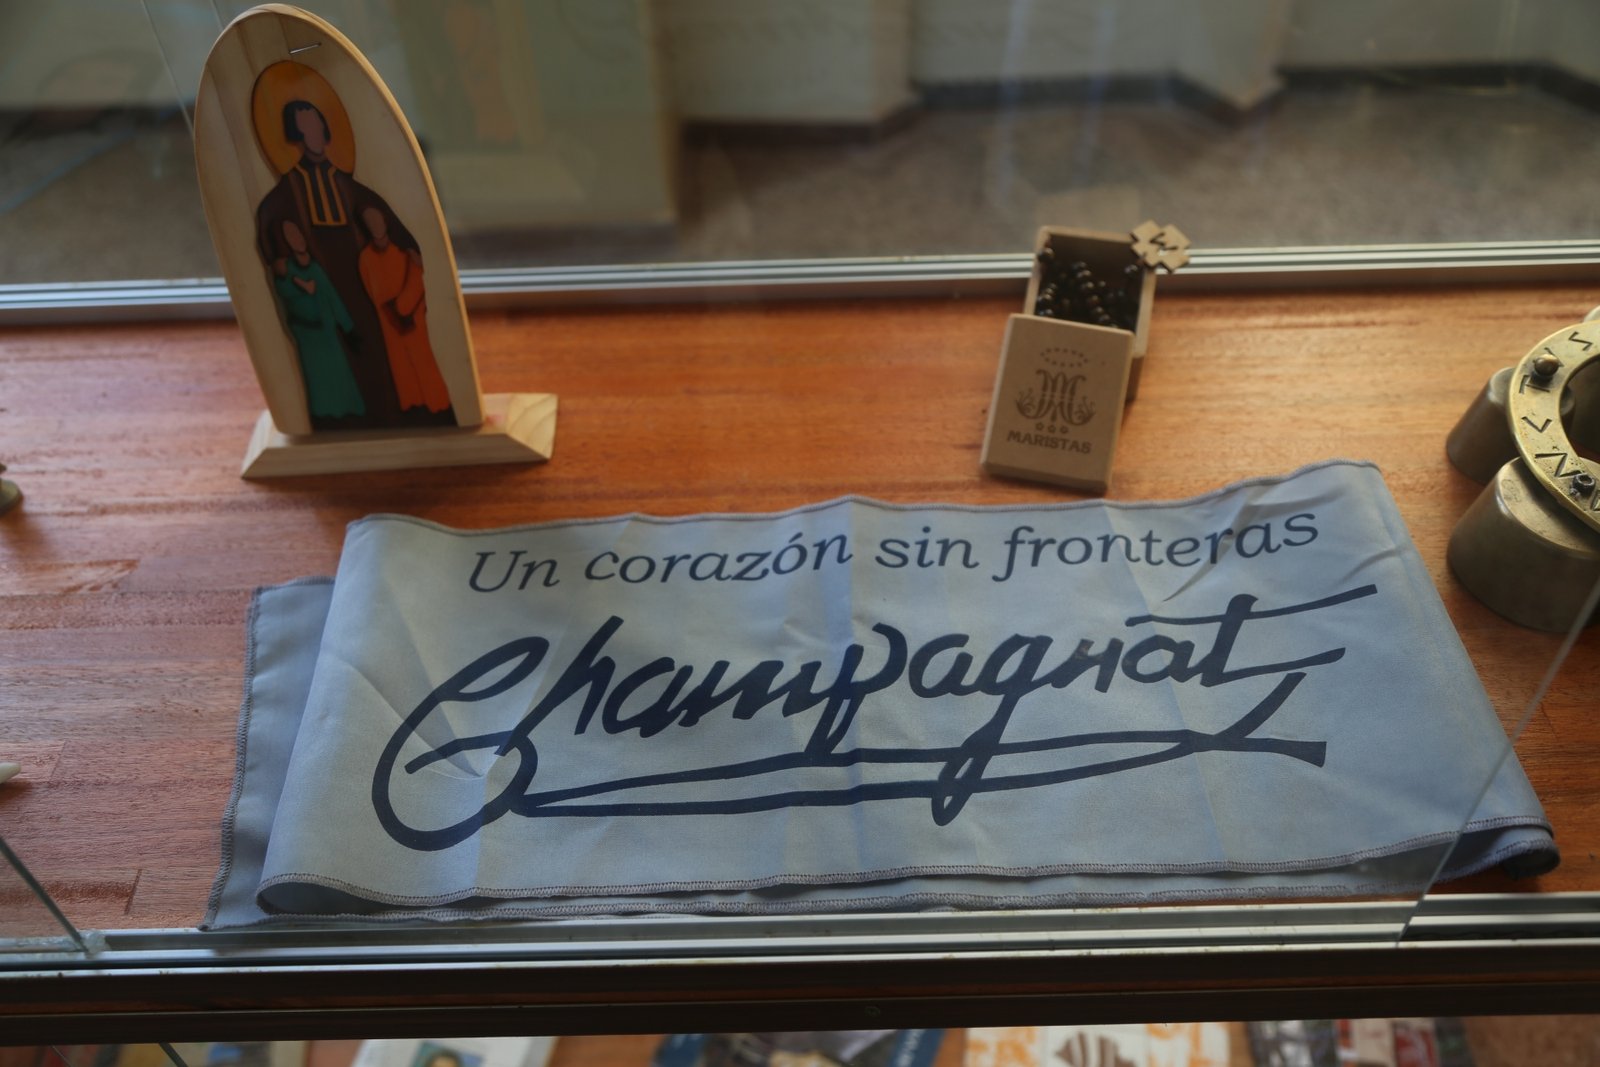 MARISTAS
Un corazón sin fronteras
Champagnat